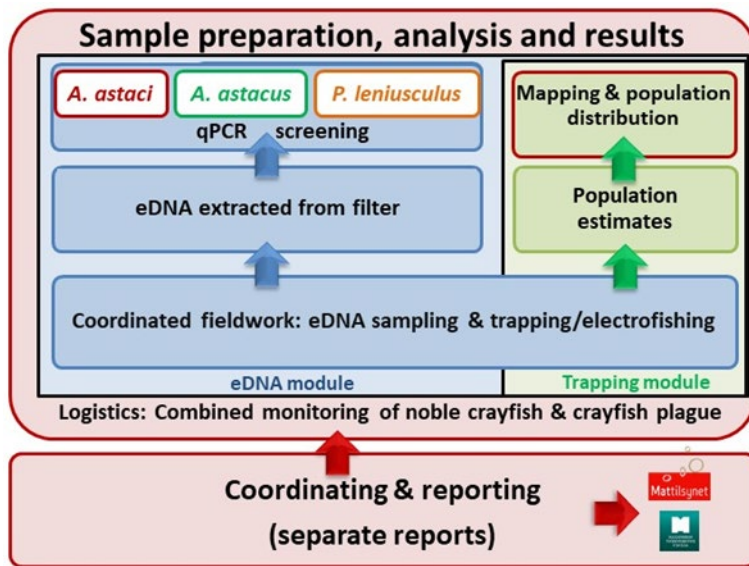 Sample preparation, analysis and results
A. astaci
A. astacus
P. leniusculus
qPCR screening
Mapping & population
distribution
eDNA extracted from filter
Population
estimates
Coordinated fieldwork: eDNA sampling & trapping/electrofishing
eDNA module
Trapping module
Logistics: Combined monitoring of noble crayfish & crayfish plague
Coordinating & reporting
(separate reports)
Mattilsynet